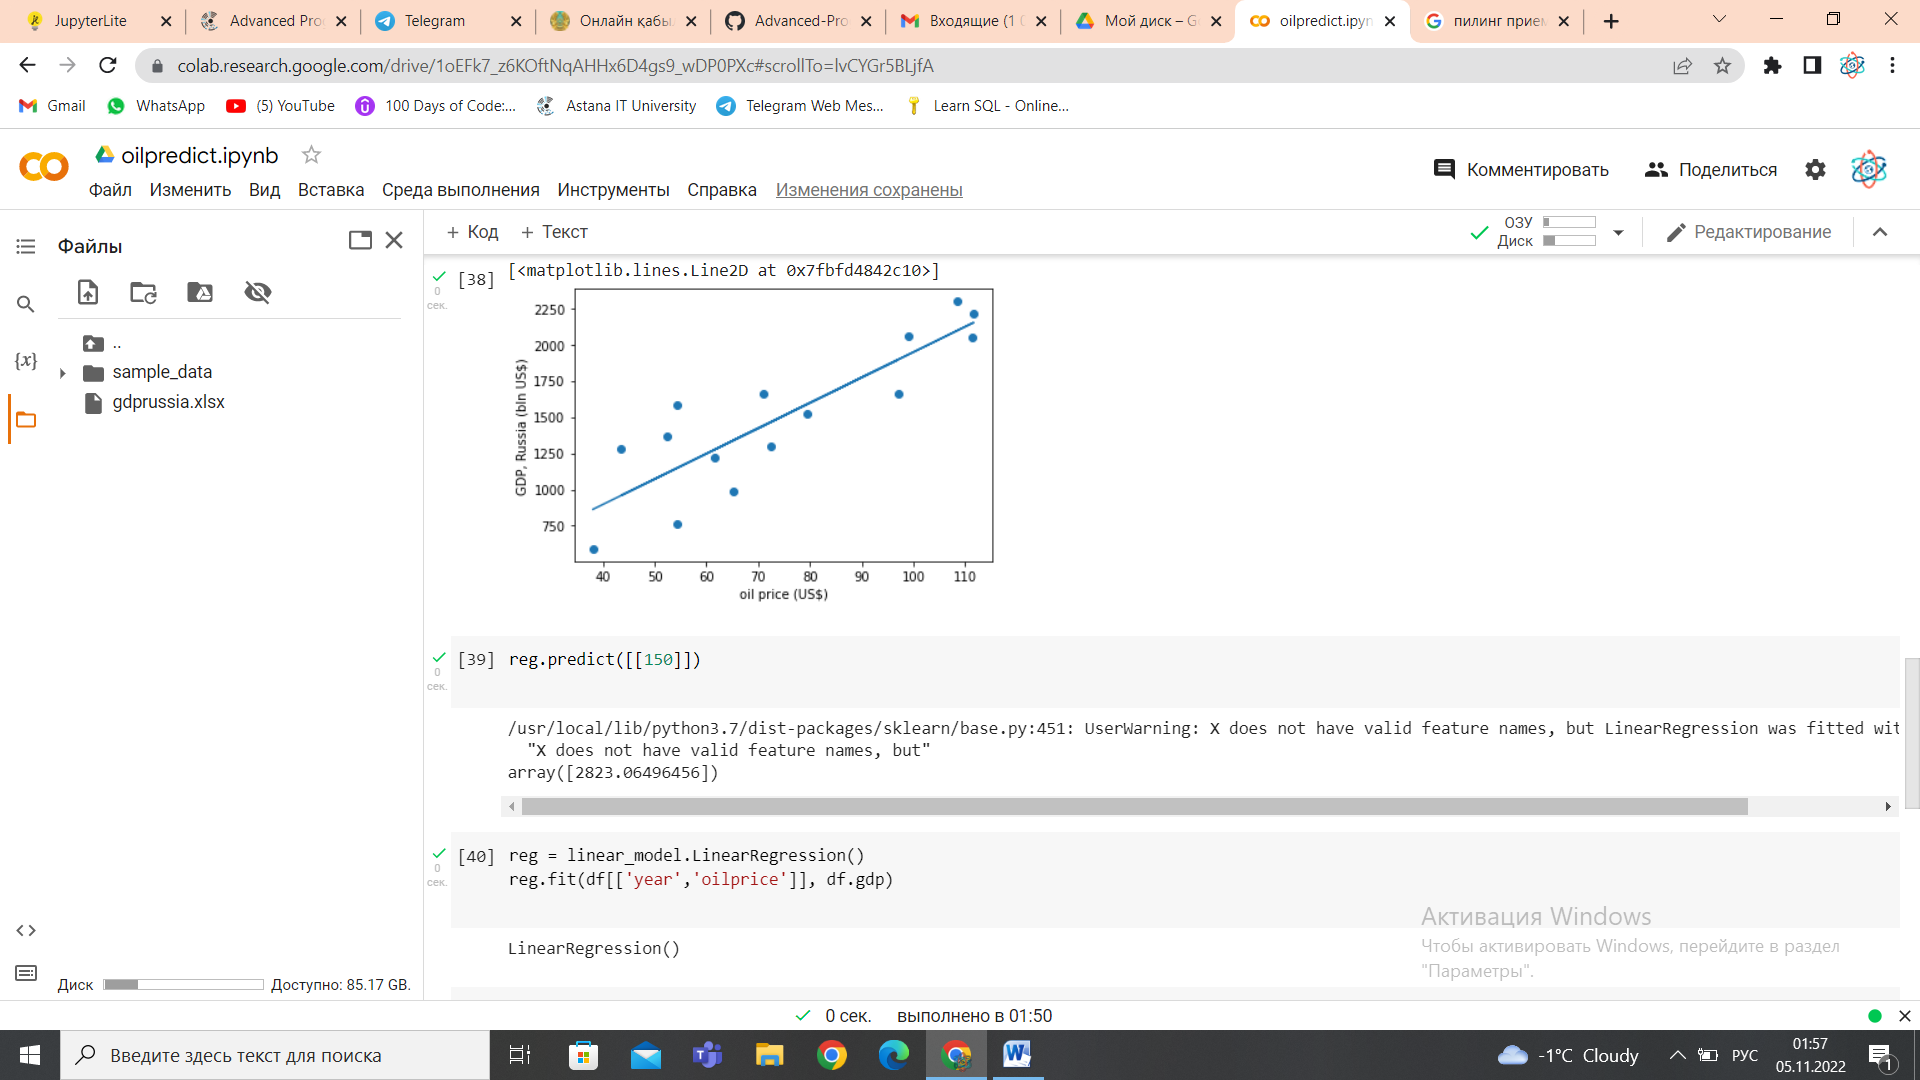 JupyterLite
Advanced Pro
Telegram
Онлайн қабы
Advanced-Pro
Входящие (1 0
Мой диск – G
oilpredict.ipyn
пилинг прием
colab.research.google.com/drive/1oEFk7_z6KOftNqAHHx6D4gs9_wDP0PXc#scrollTo=lvCYGr5BLjfA
Gmail
WhatsApp
(5) YouTube
100 Days of Code:...
Astana IT University
Telegram Web Mes...
Learn SQL - Online...
oilpredict.ipynb
Комментировать
Поделиться
Файл Изменить Вид Вставка Среда выполнения Инструменты Справка Изменения сохранены
Файлы
+ Код + Текст
ОЗУ
Диск
Редактирование
..
sample_data
gdprussia.xlsx
{x}
Диск
Доступно: 85.17 GB.
0
сек.
[38]
[<matplotlib.lines.Line2D at 0x7fbfd4842c10>]
2250
2000
1750
1500
1250
1000
750
GDP, Russia (bln US$)
40 50 60 70 80 90 100 110
oil price (US$)
0
сек.
[39] reg.predict([[150]])
/usr/local/lib/python3.7/dist-packages/sklearn/base.py:451: UserWarning: X does not have valid feature names, but LinearRegression was fitted wit
"X does not have valid feature names, but"
array([2823.06496456])
0
сек.
[40] reg = linear_model.LinearRegression()
reg.fit(df[['year','oilprice']], df.gdp)
LinearRegression()
Активация Windows
Чтобы активировать Windows, перейдите в раздел
"Параметры".
0 сек. выполнено в 01:50
Введите здесь текст для поиска
-1°C Cloudy
РУС
01:57
05.11.2022
1